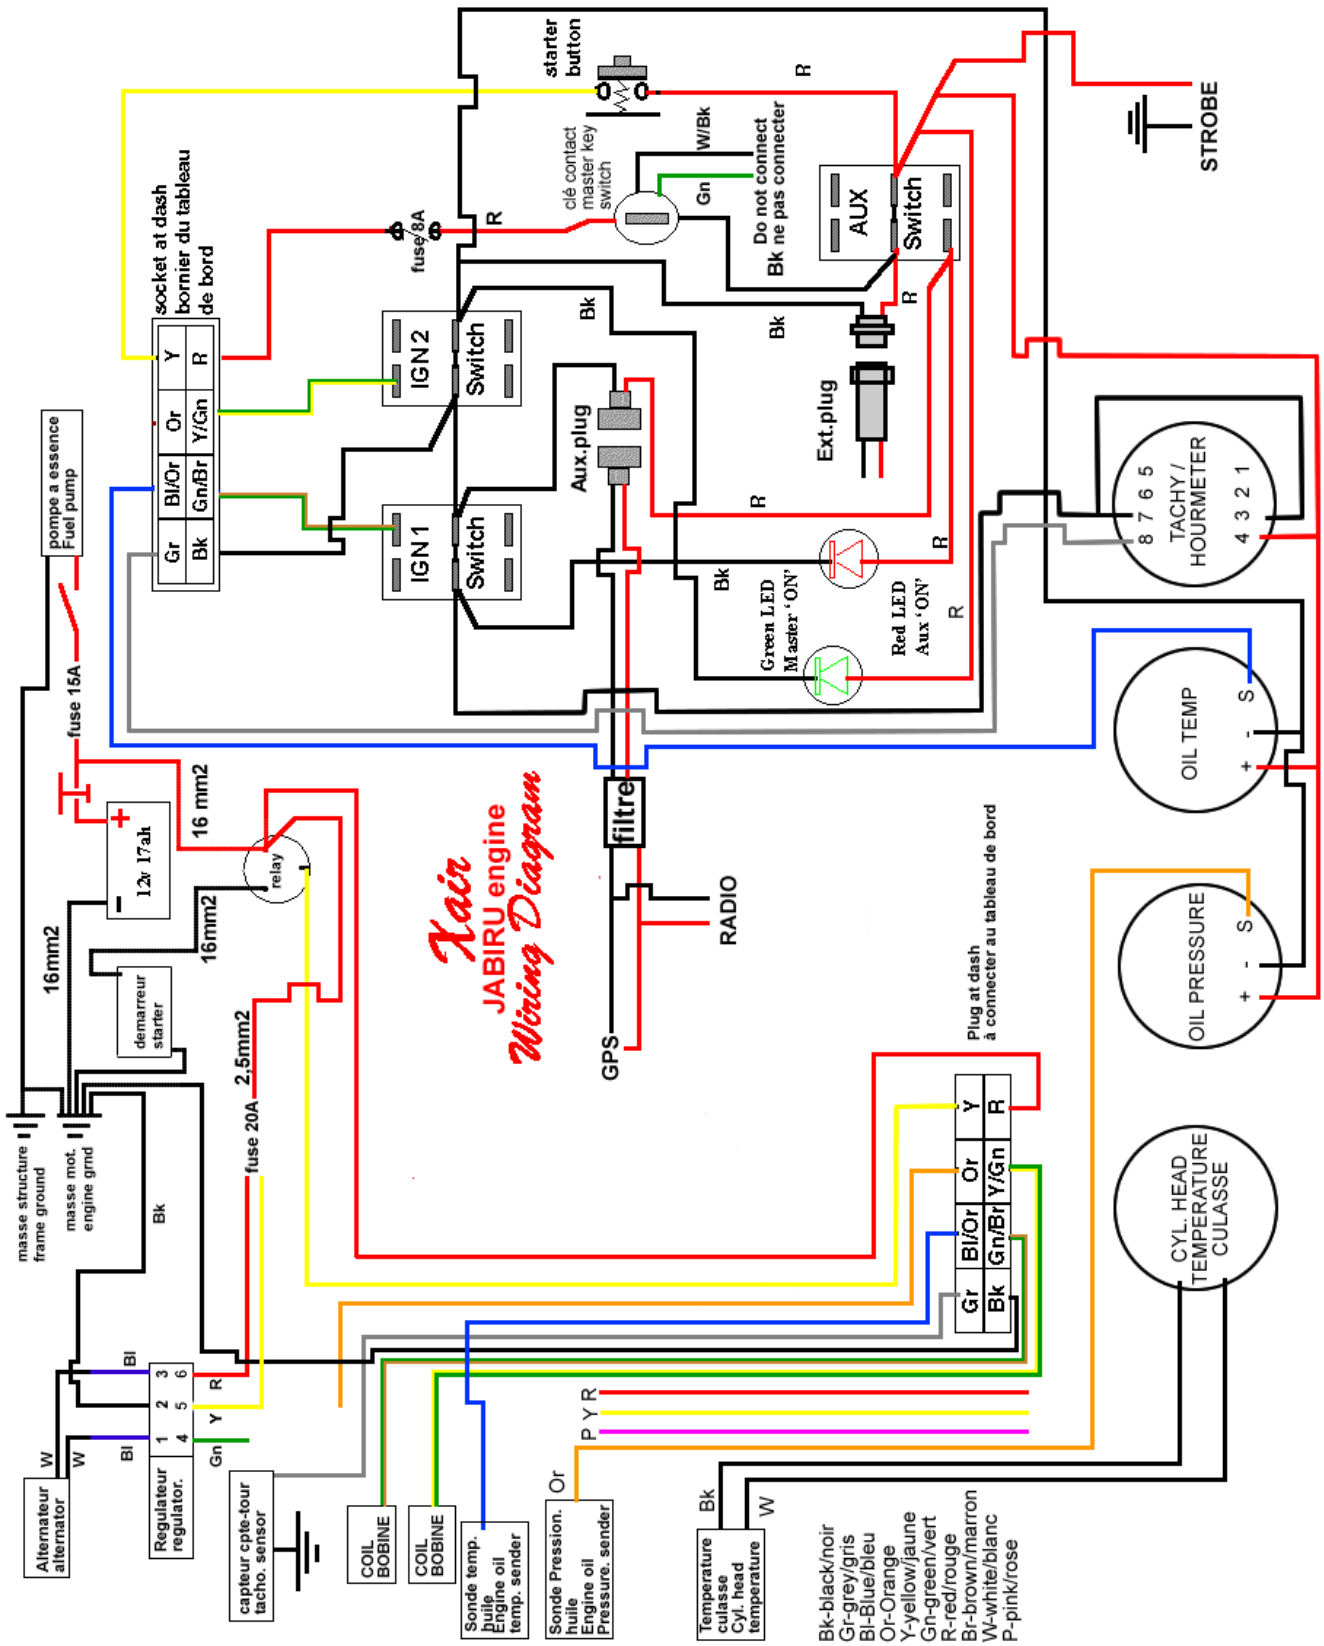 starter
button
R
STROBE
clé contact
master key
switch
W/Bk
Gn
Do not connect
Bk ne pas connecter
AUX
Switch
R
fuse 8A
R
socket at dash
bornier du tableau
de bord
Y
Or
Bl/Or
Gr
R
Y/Gn
Gn/Br
Bk
IGN2
Switch
IGN1
Switch
Bk
Bk
Aux.plug
Ext.plug
R
R
Bk
Green LED
Master 'ON'
Red LED
Aux 'ON'
R
pompe a essence
Fuel pump
fuse 15A
16 mm2
12v 17ah
+
-
relay
16mm2
16mm2
demarreur
starter
2,5mm2
fuse 20A
masse structure
frame ground
masse mot.
engine grnd
Bk
Xair
JABIRU engine
Wiring Diagram
filtre
GPS
RADIO
TACHY /
HOURMETER
8 7 6 5
4 3 2 1
OIL TEMP
S
-
+
OIL PRESSURE
S
-
+
CYL. HEAD
TEMPERATURE
CULASSE
Plug at dash
à connecter au tableau de bord
Y
Or
Bl/Or
Gr
R
Y/Gn
Gn/Br
Bk
Alternateur
alternator
W
W
Bl
Bl
3 2 1
6 5 4
R
Y
Gn
Regulateur
regulator.
capteur cpte-tour
tacho. sensor
COIL
BOBINE
COIL
BOBINE
Sonde temp.
huile
Engine oil
temp. sender
Sonde Pression.
huile
Engine oil
Pressure. sender
Or
P Y R
Temperature
culasse
Cyl. head
temperature
Bk
W
Bk-black/noir
Gr-grey/gris
Bl-Blue/bleu
Or-Orange
Y-yellow/jaune
Gn-green/vert
R-red/rouge
Br-brown/marron
W-white/blanc
P-pink/rose